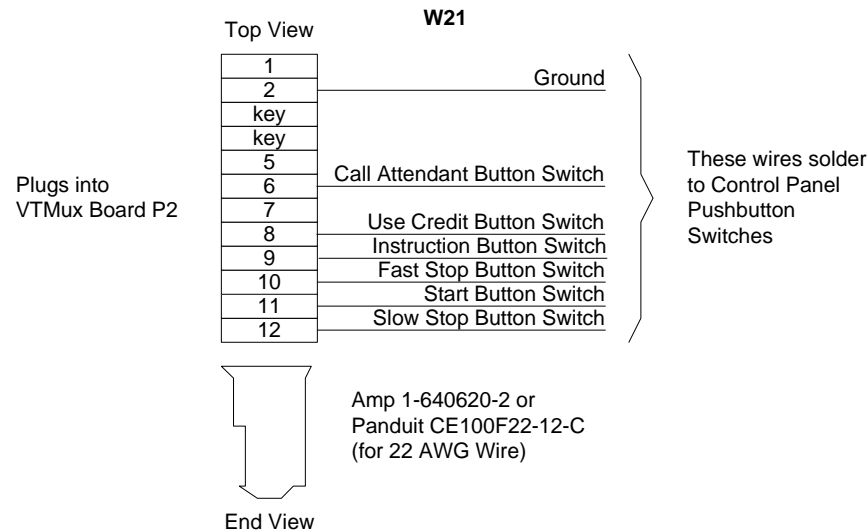 W21
Top View
1
2 Ground
key
key
5
6 Call Attendant Button Switch
7
8 Use Credit Button Switch
9 Instruction Button Switch
10 Fast Stop Button Switch
11 Start Button Switch
12 Slow Stop Button Switch
Plugs into
VTMux Board P2
These wires solder
to Control Panel
Pushbutton
Switches
Amp 1-640620-2 or
Panduit CE100F22-12-C
(for 22 AWG Wire)
End View